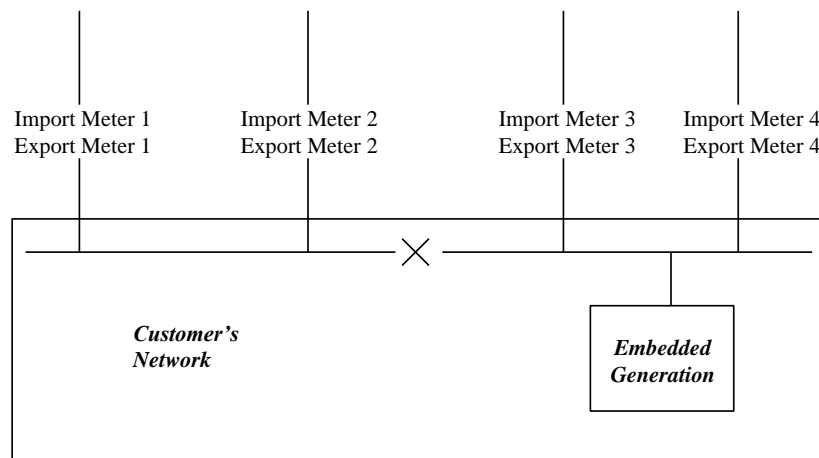 Import Meter 1
Export Meter 1
Import Meter 2
Export Meter 2
Import Meter 3
Export Meter 3
Import Meter 4
Export Meter 4
Customer's
Network
Embedded
Generation